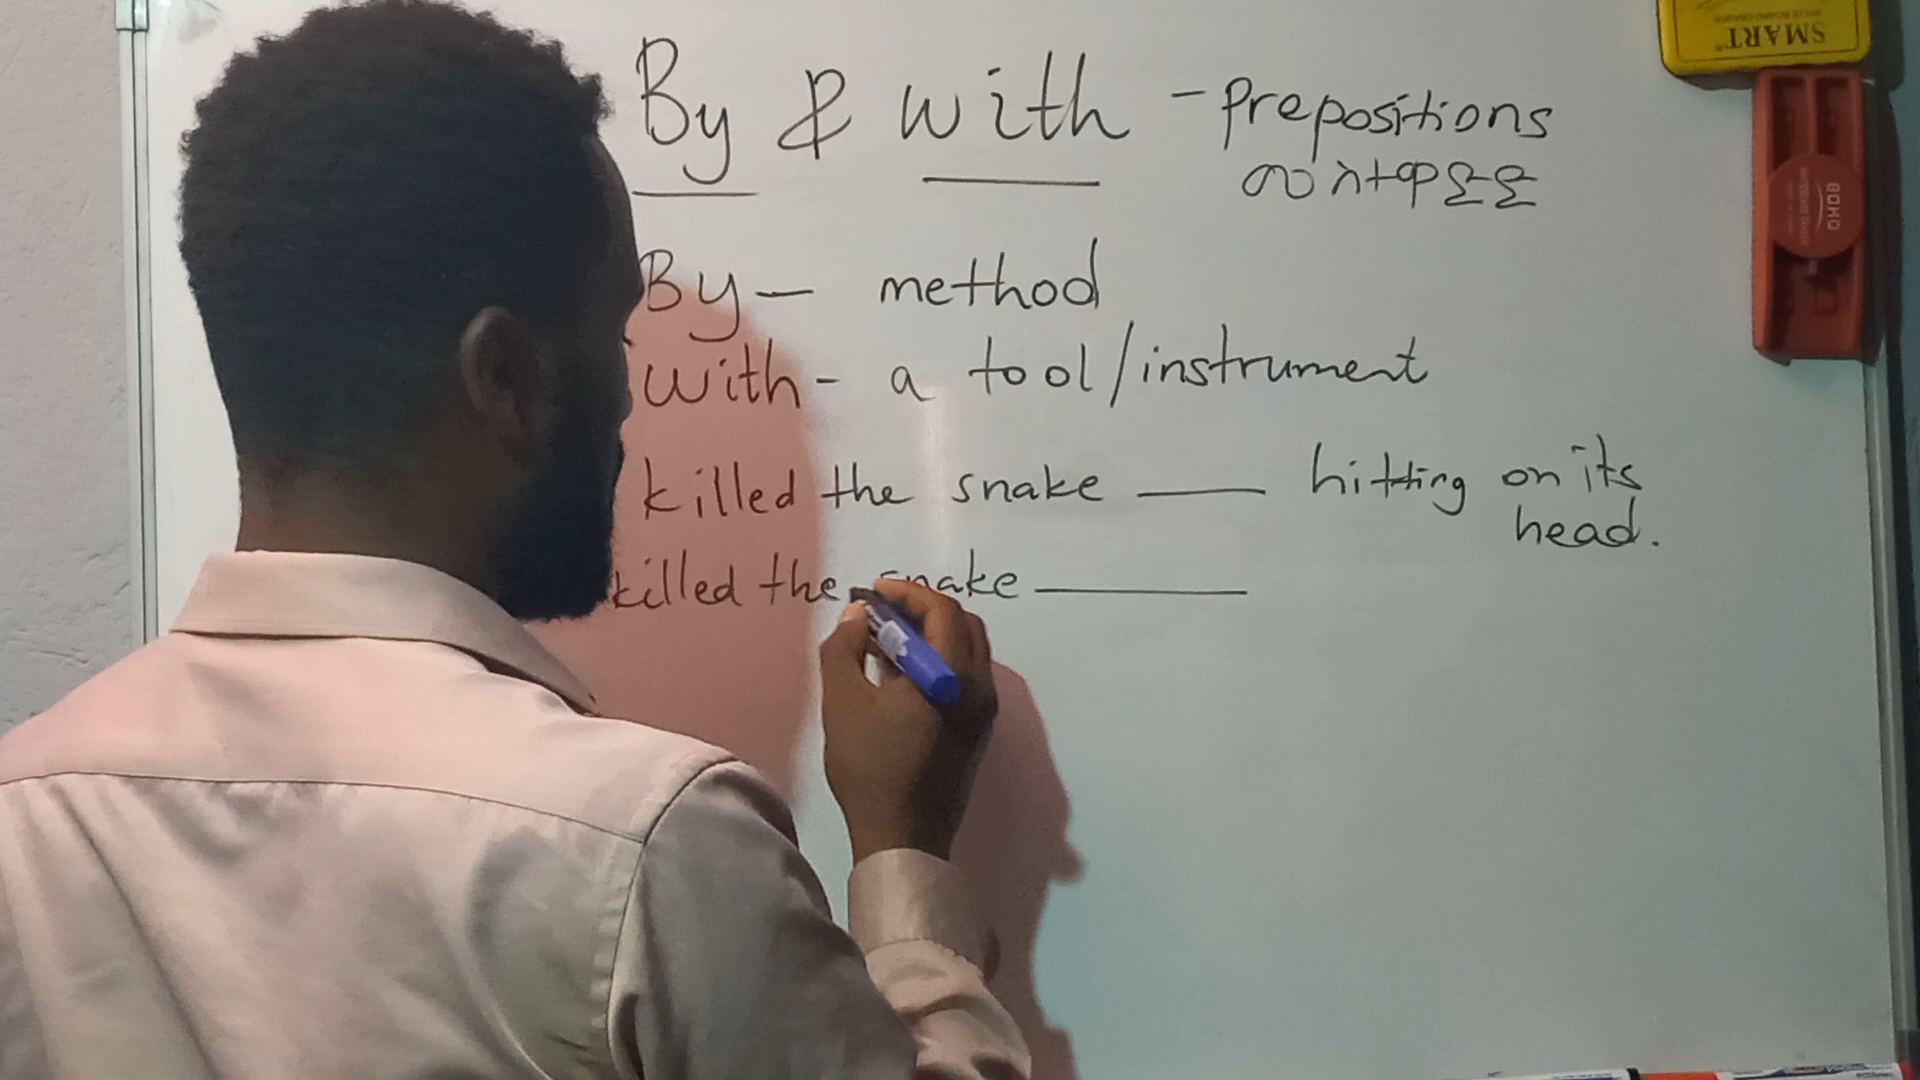 By & with - prepositions
መስተዋድድ
By - method
With - a tool/instrument
killed the snake ____ hitting on its
head.
killed the snake ____
SMART
BOHO